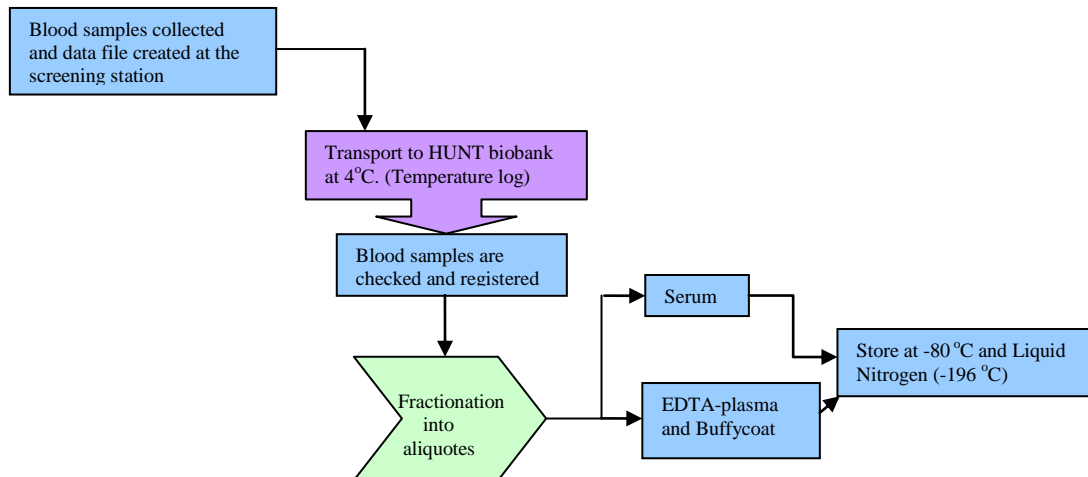 Blood samples collected
and data file created at the
screening station
Transport to HUNT biobank
at 4°C. (Temperature log)
Blood samples are
checked and registered
Serum
Store at -80 °C and Liquid
Nitrogen (-196 °C)
Fractionation
into
aliquotes
EDTA-plasma
and Buffycoat